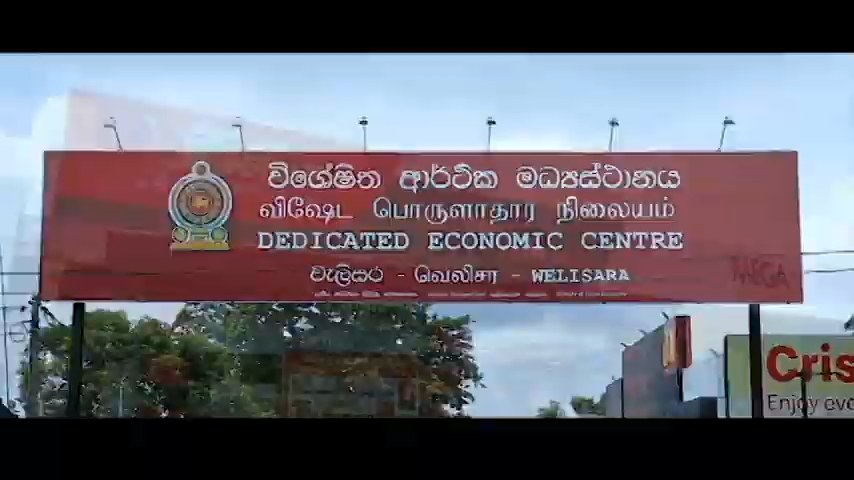 විශේෂිත ආර්ථික මධ්‍යස්ථානය
விஷேட பொருளாதார நிலையம்
DEDICATED ECONOMIC CENTRE
වැලිසර - வெலிசர - WELISARA
Cris
Enjoy eve